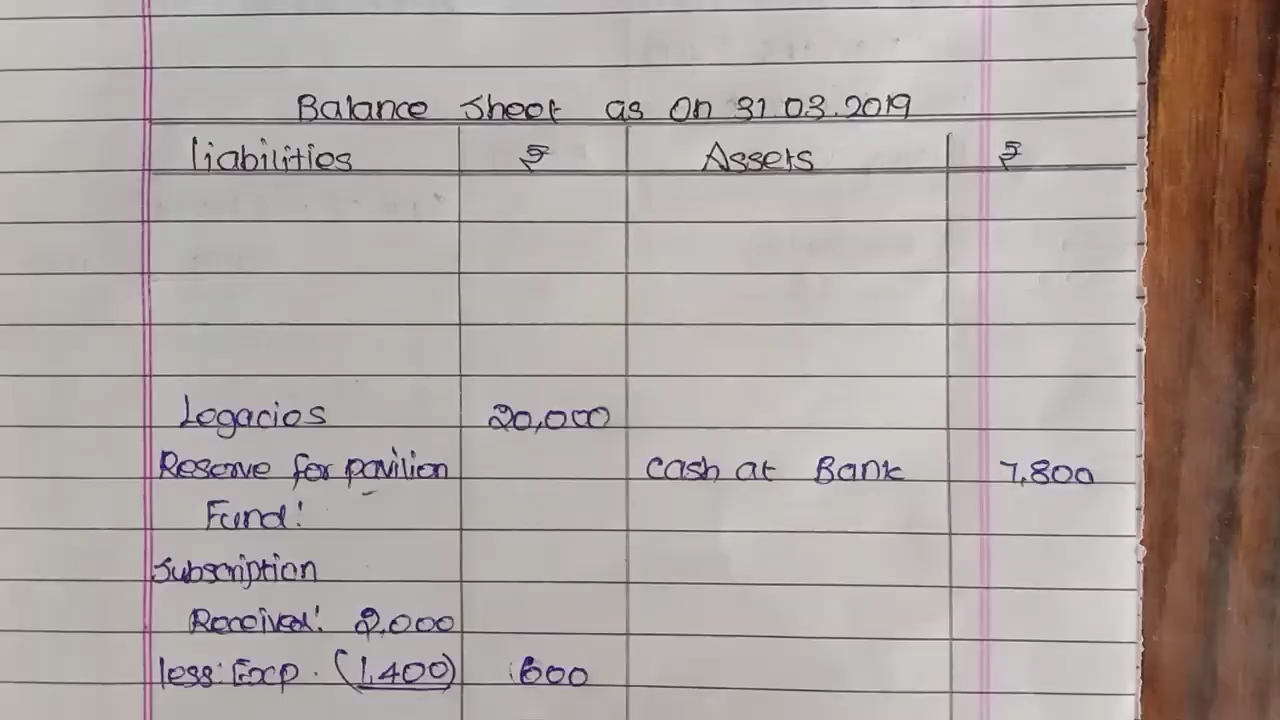 Balance Sheet as on 31.03.2019
liabilities ₹ Assets ₹
Legacies 20,000
Reserve for pavilion cash at Bank 7,800
Fund:
Subscription
Received: 2,000
less: Exp. (1,400) 600